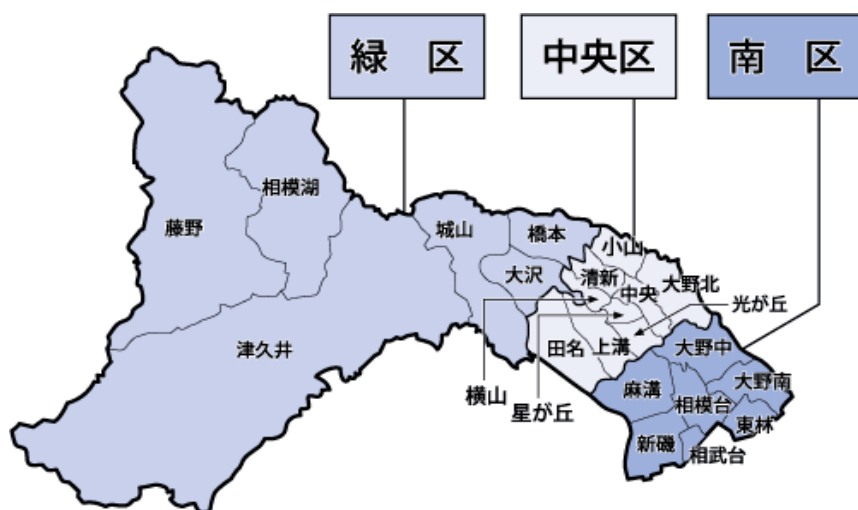 緑 区
中央区
南 区
相模湖
藤野
城山
橋本
小山
大沢
清新
中央
大野北
光が丘
津久井
田名
上溝
大野中
横山
星が丘
麻溝
相模台
大野南
東林
新磯
相武台